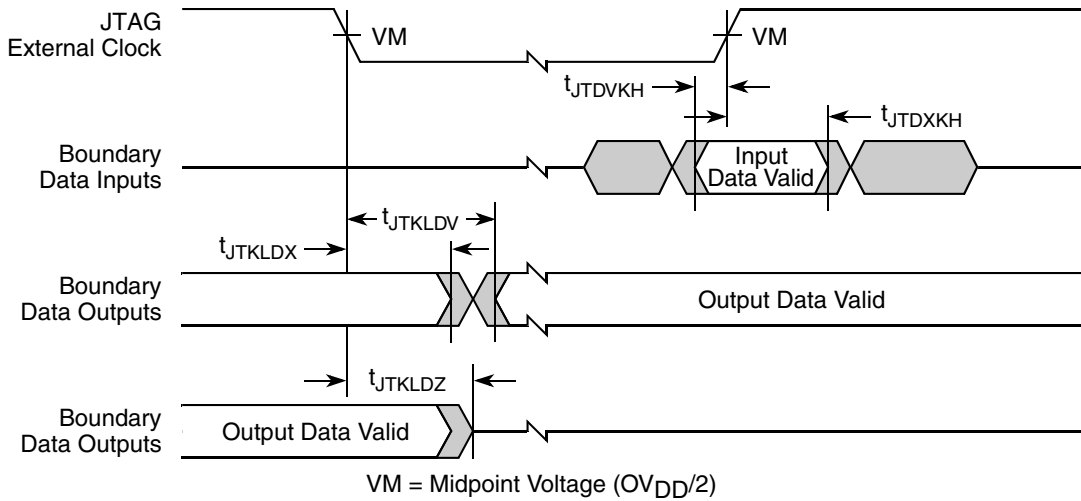 JTAG
External Clock
VM
VM
tJTDVKH
tJTDXKH
Boundary
Data Inputs
Input
Data Valid
tJTKLDV
tJTKLDX
Boundary
Data Outputs
Output Data Valid
tJTKLDZ
Boundary
Data Outputs
Output Data Valid
VM = Midpoint Voltage (OVDD/2)